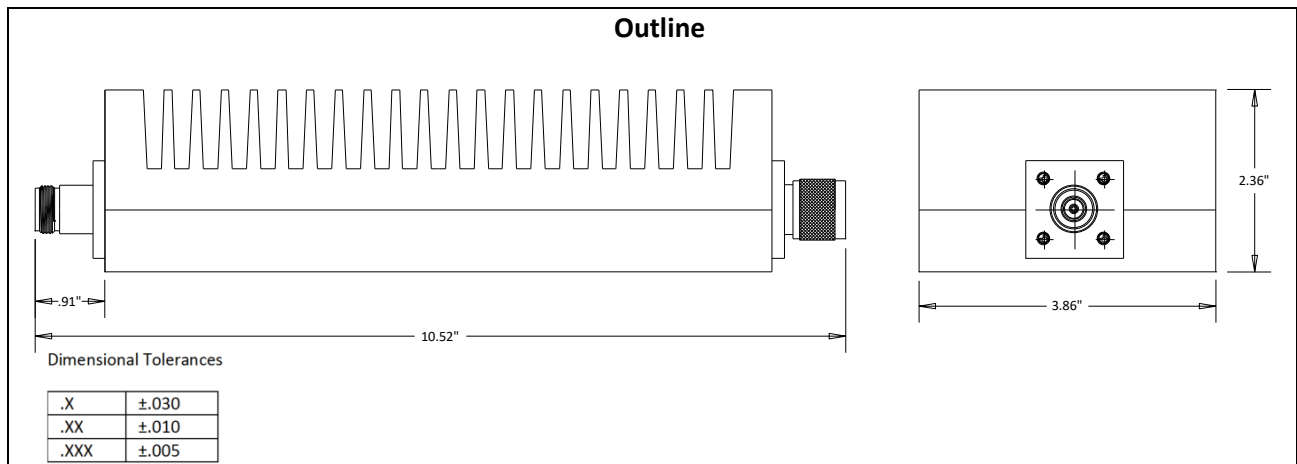 Outline
2.36"
.91"
3.86"
10.52"
Dimensional Tolerances
.X ±.030
.XX ±.010
.XXX ±.005